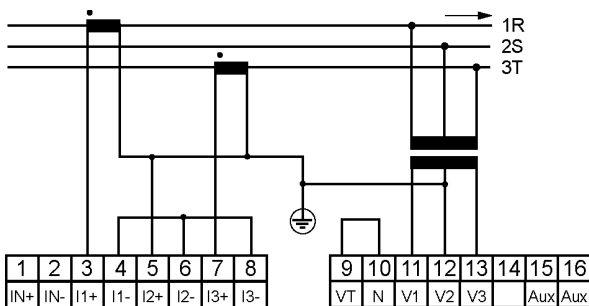 1R
2S
3T
1 2 3 4 5 6 7 8
IN+ IN- I1+ I1- I2+ I2- I3+ I3-
9 10 11 12 13 14 15 16
VT N V1 V2 V3 Aux Aux